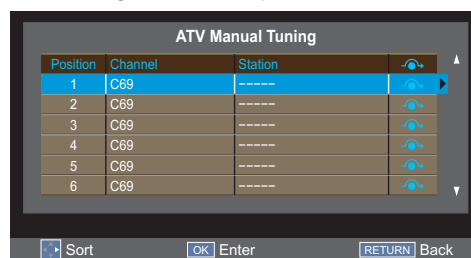 ATV Manual Tuning
Position Channel Station
1 C69 -----
2 C69 -----
3 C69 -----
4 C69 -----
5 C69 -----
6 C69 -----
Sort OK Enter RETURN Back